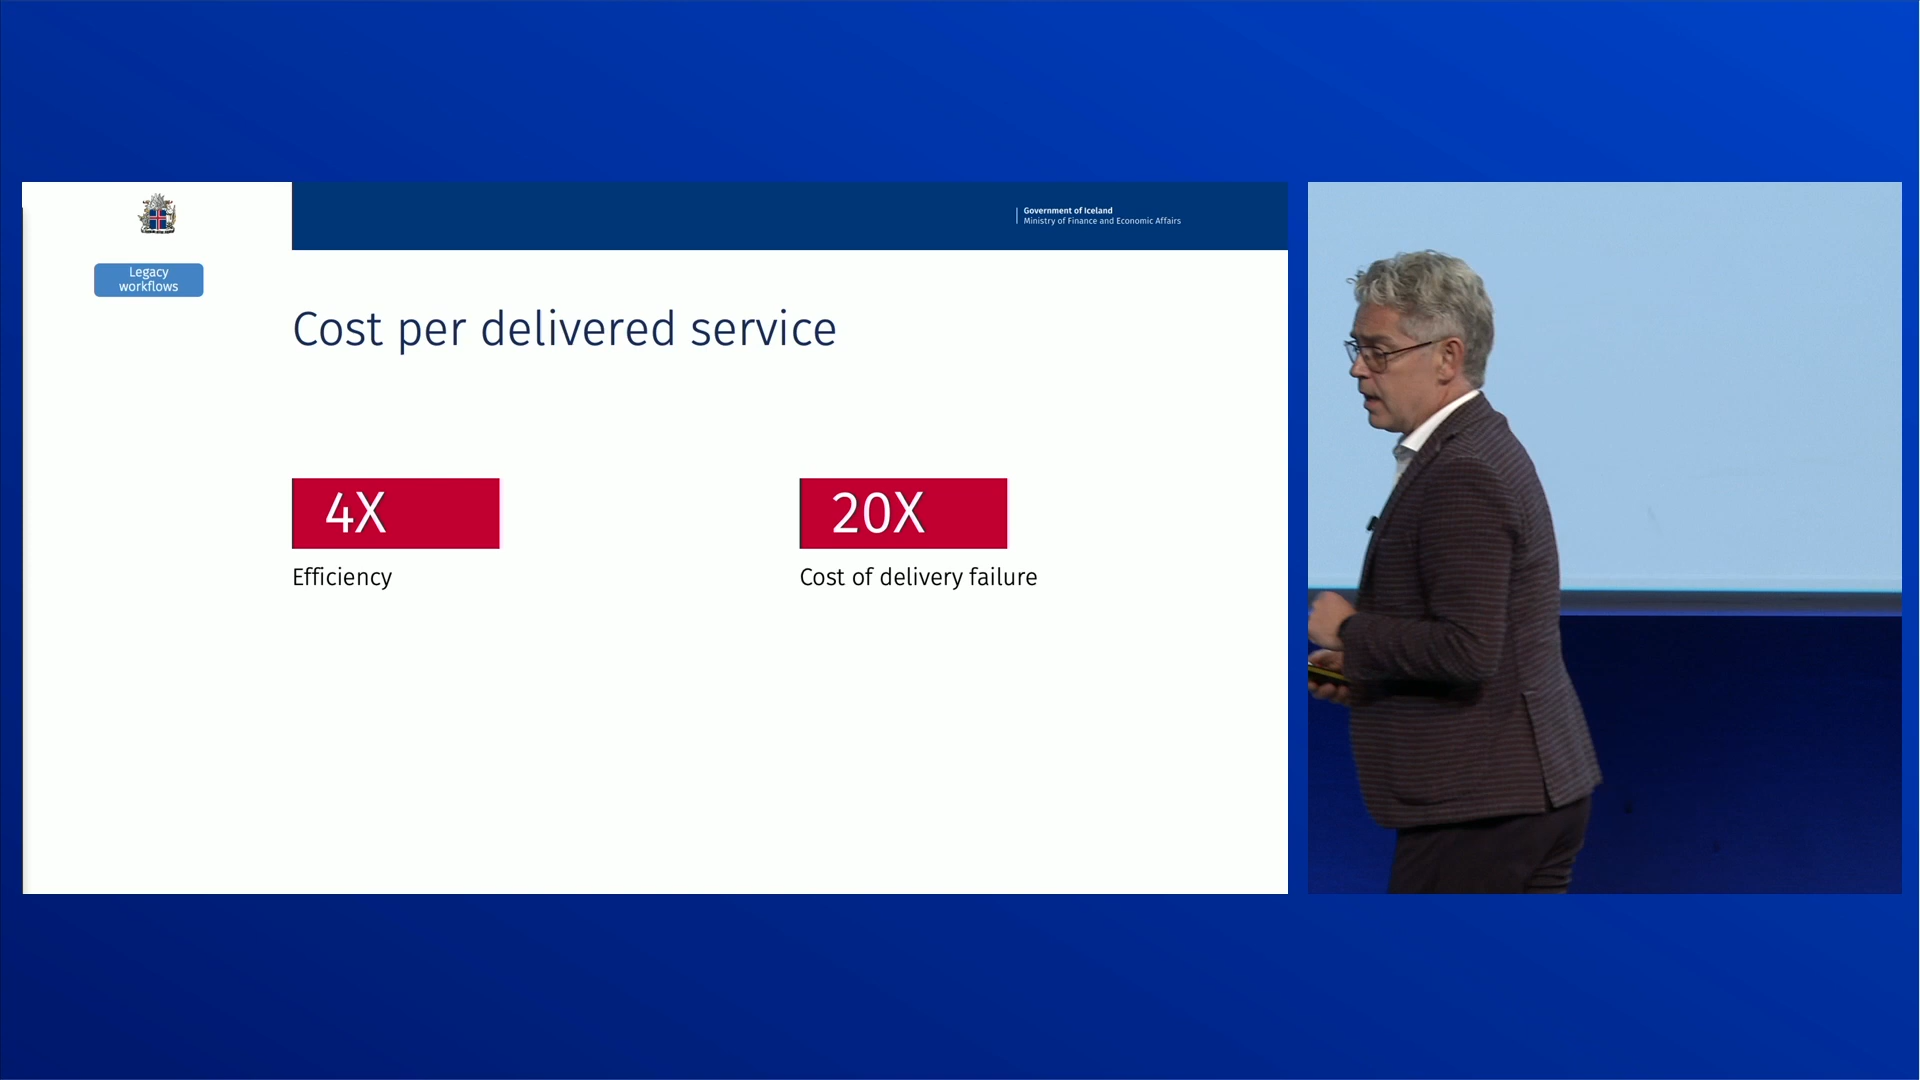 Government of Iceland
Ministry of Finance and Economic Affairs
Legacy
workflows
Cost per delivered service
4X
20X
Efficiency
Cost of delivery failure